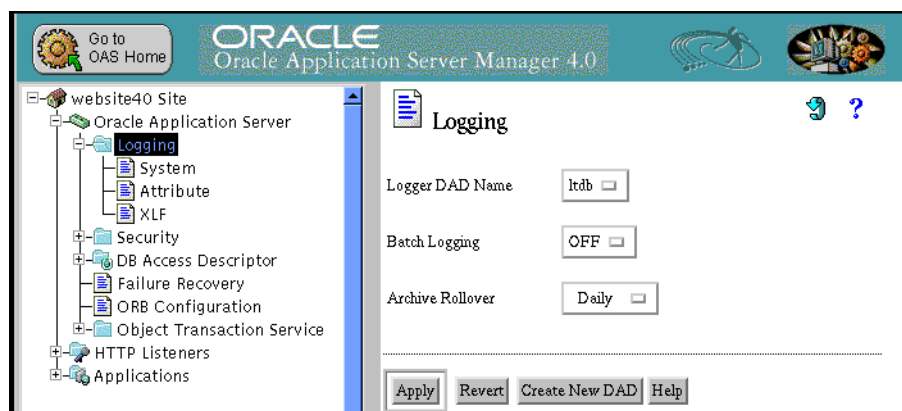 Go to
OAS Home
ORACLE
Oracle Application Server Manager 4.0
website40 Site
Oracle Application Server
Logging
System
Attribute
XLF
Security
DB Access Descriptor
Failure Recovery
ORB Configuration
Object Transaction Service
HTTP Listeners
Applications
Logging
?
Logger DAD Name ltdb
Batch Logging OFF
Archive Rollover Daily
Apply Revert Create New DAD Help